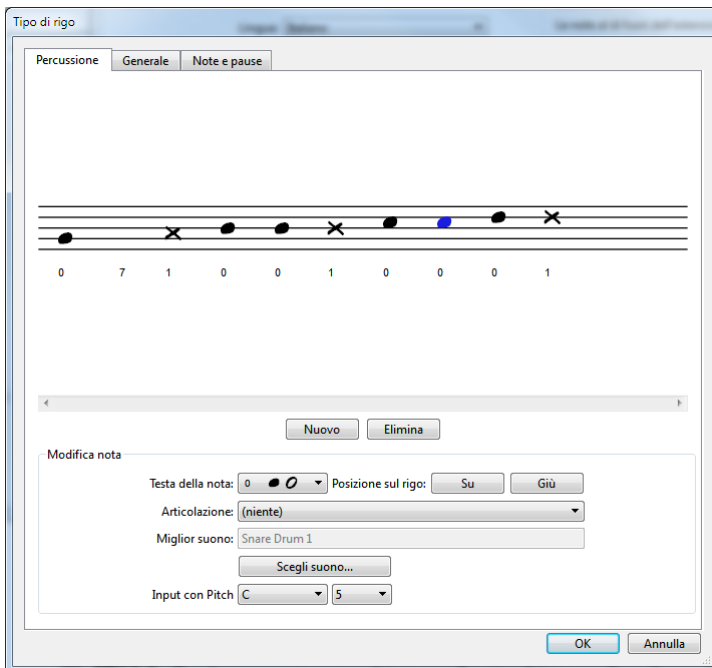 Tipo di rigo
Percussione Generale Note e pause
0 7 1 0 0 1 0 0 0 1
Nuovo Elimina
Modifica nota
Testa della nota: 0 Posizione sul rigo: Su Giù
Articolazione: (niente)
Miglior suono: Snare Drum 1
Scegli suono...
Input con Pitch C 5
OK Annulla